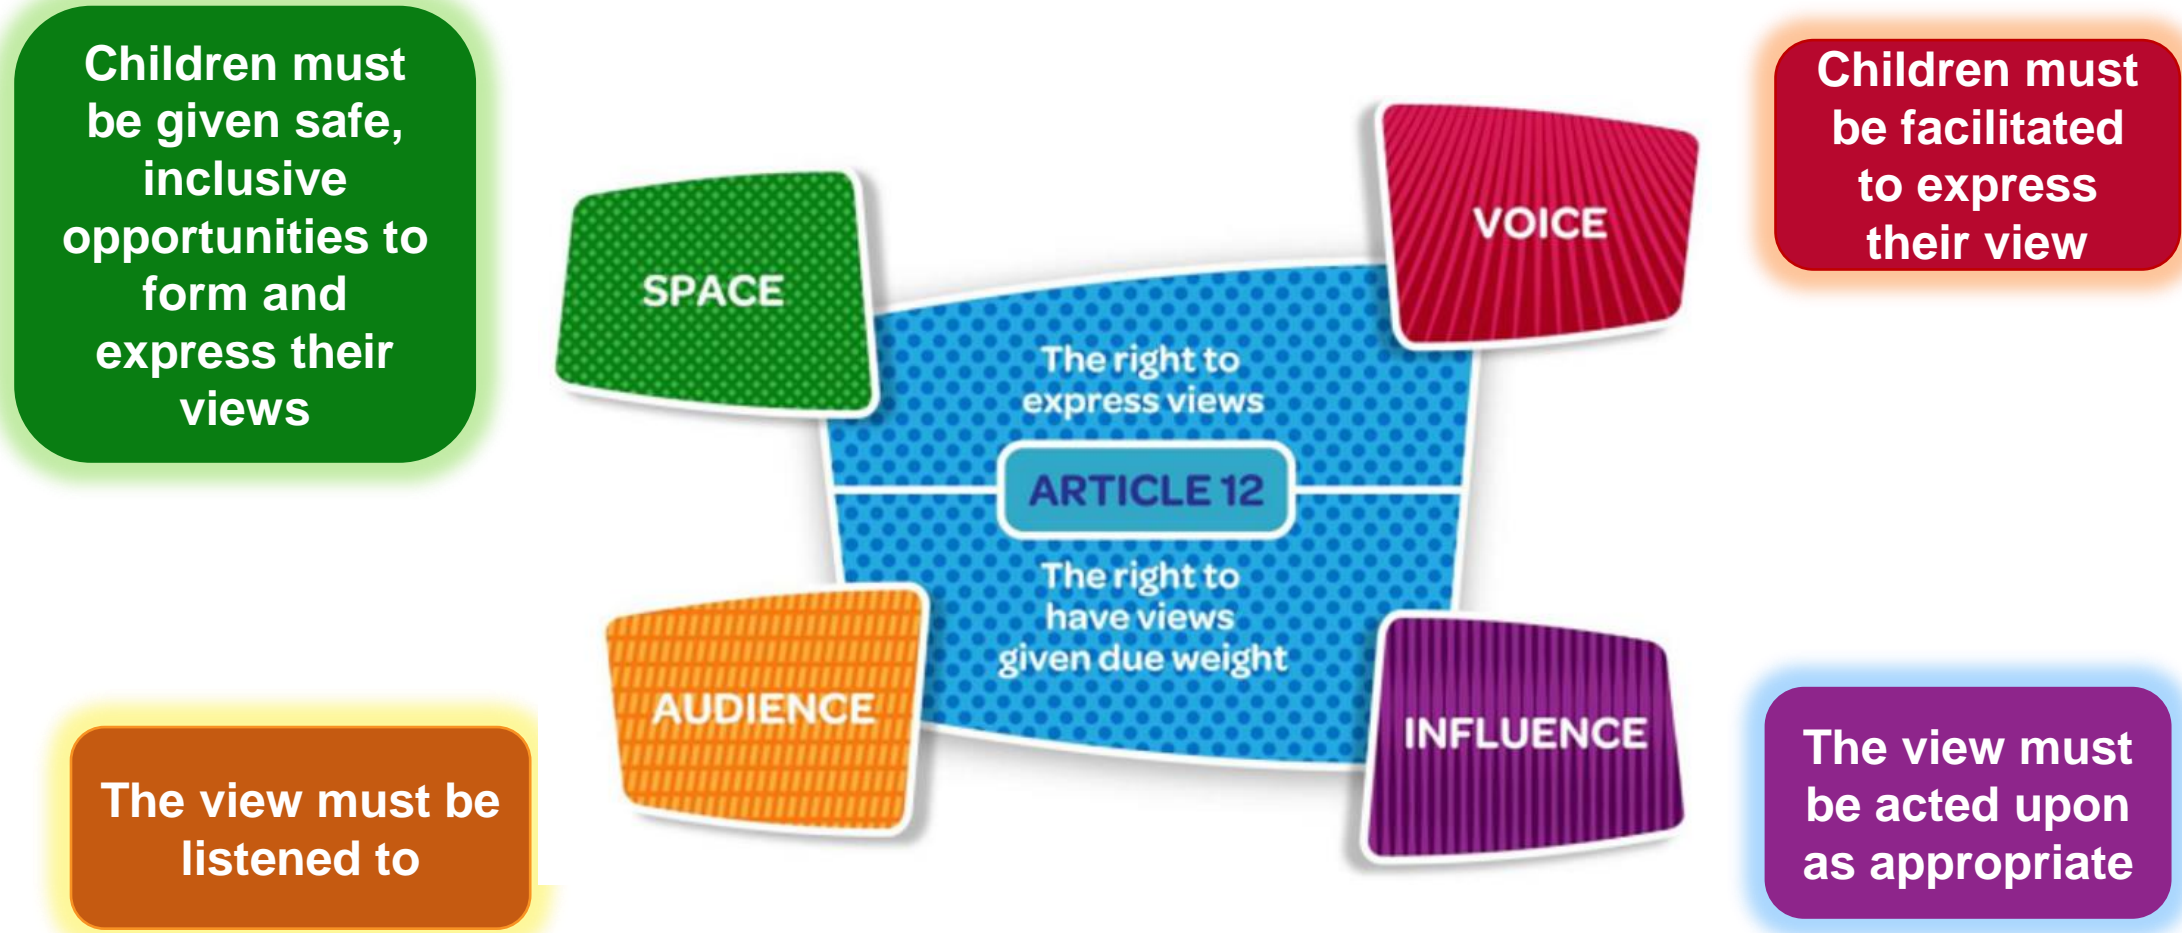 Children must
be given safe,
inclusive
opportunities to
form and
express their
views
SPACE
VOICE
Children must
be facilitated
to express
their view
The right to
express views
ARTICLE 12
The right to
have views
given due weight
AUDIENCE
INFLUENCE
The view must be
listened to
The view must
be acted upon
as appropriate